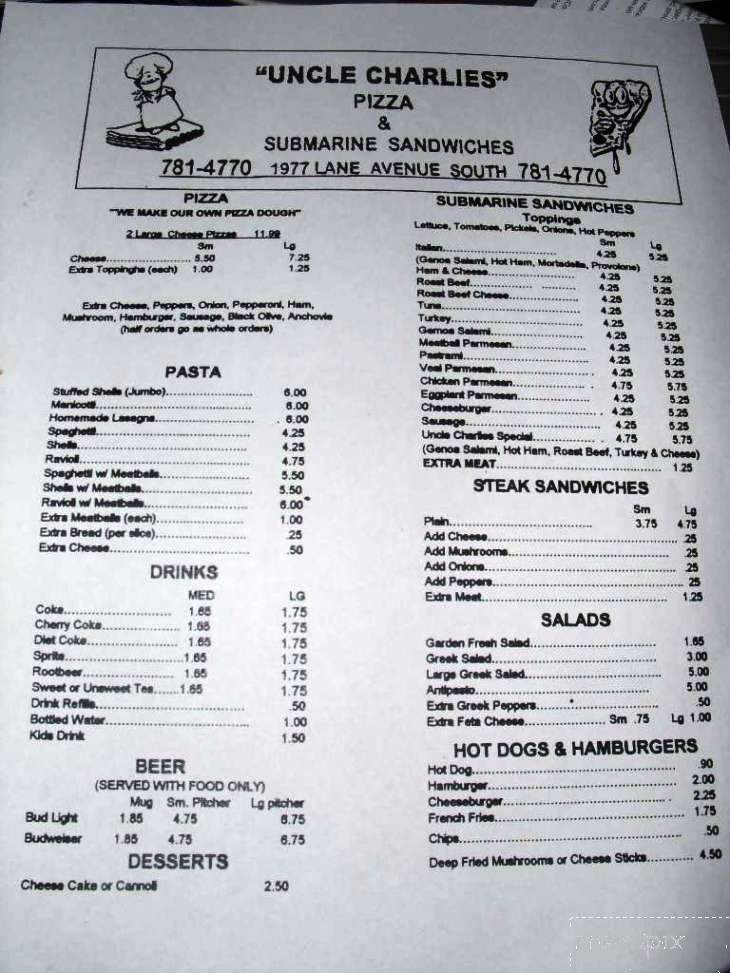 “UNCLE CHARLIES”
PIZZA
&
SUBMARINE SANDWICHES
781-4770 1977 LANE AVENUE SOUTH 781-4770
PIZZA
"WE MAKE OUR OWN PIZZA DOUGH"
2 Large Cheese Pizzas 11.99
Sm Lg
Cheese 5.50 7.25
Extra Toppinghs (each) 1.00 1.25
Extra Cheese, Peppers, Onion, Pepperoni, Ham,
Mushroom, Hamburger, Sausage, Black Olive, Anchovie
(half orders go as whole orders)
PASTA
Stuffed Shells (Jumbo) 6.00
Manicotti 6.00
Homemade Lasagna 6.00
Spaghetti 4.25
Shells 4.25
Ravioli 4.75
Spaghetti w/ Meatballs 5.50
Shells w/ Meatballs 5.50
Ravioli w/ Meatballs 6.00
Extra Meatballs (each) 1.00
Extra Bread (per slice) .25
Extra Cheese .50
DRINKS
MED LG
Coke 1.65 1.75
Cherry Coke 1.65 1.75
Diet Coke 1.65 1.75
Sprite 1.65 1.75
Rootbeer 1.65 1.75
Sweet or Unsweet Tea 1.65 1.75
Drink Refills .50
Bottled Water 1.00
Kids Drink 1.50
BEER
(SERVED WITH FOOD ONLY)
Mug Sm. Pitcher Lg pitcher
Bud Light 1.85 4.75 6.75
Budweiser 1.85 4.75 6.75
DESSERTS
Cheese Cake or Cannoli 2.50
SUBMARINE SANDWICHES
Toppings
Lettuce, Tomatoes, Pickels, Onions, Hot Peppers
Sm Lg
Italian 4.25 5.25
(Genoa Salami, Hot Ham, Mortadella, Provolone)
Ham & Cheese 4.25 5.25
Roast Beef 4.25 5.25
Roast Beef Cheese 4.25 5.25
Tuna 4.25 5.25
Turkey 4.25 5.25
Genoa Salami 4.25 5.25
Meatball Parmesan 4.25 5.25
Pastrami 4.25 5.25
Veal Parmesan 4.25 5.25
Chicken Parmesan 4.75 5.75
Eggplant Parmesan 4.25 5.25
Cheeseburger 4.25 5.25
Sausage 4.25 5.25
Uncle Charlies Special 4.75 5.75
(Genoa Salami, Hot Ham, Roast Beef, Turkey & Cheese)
EXTRA MEAT 1.25
STEAK SANDWICHES
Sm Lg
Plain 3.75 4.75
Add Cheese .25
Add Mushrooms .25
Add Onions .25
Add Peppers .25
Extra Meat 1.25
SALADS
Garden Fresh Salad 1.65
Greek Salad 3.00
Large Greek Salad 5.00
Antipasto 5.00
Extra Greek Peppers .50
Extra Feta Cheese Sm .75 Lg 1.00
HOT DOGS & HAMBURGERS
Hot Dog .90
Hamburger 2.00
Cheeseburger 2.25
French Fries 1.75
Chips .50
Deep Fried Mushrooms or Cheese Sticks 4.50